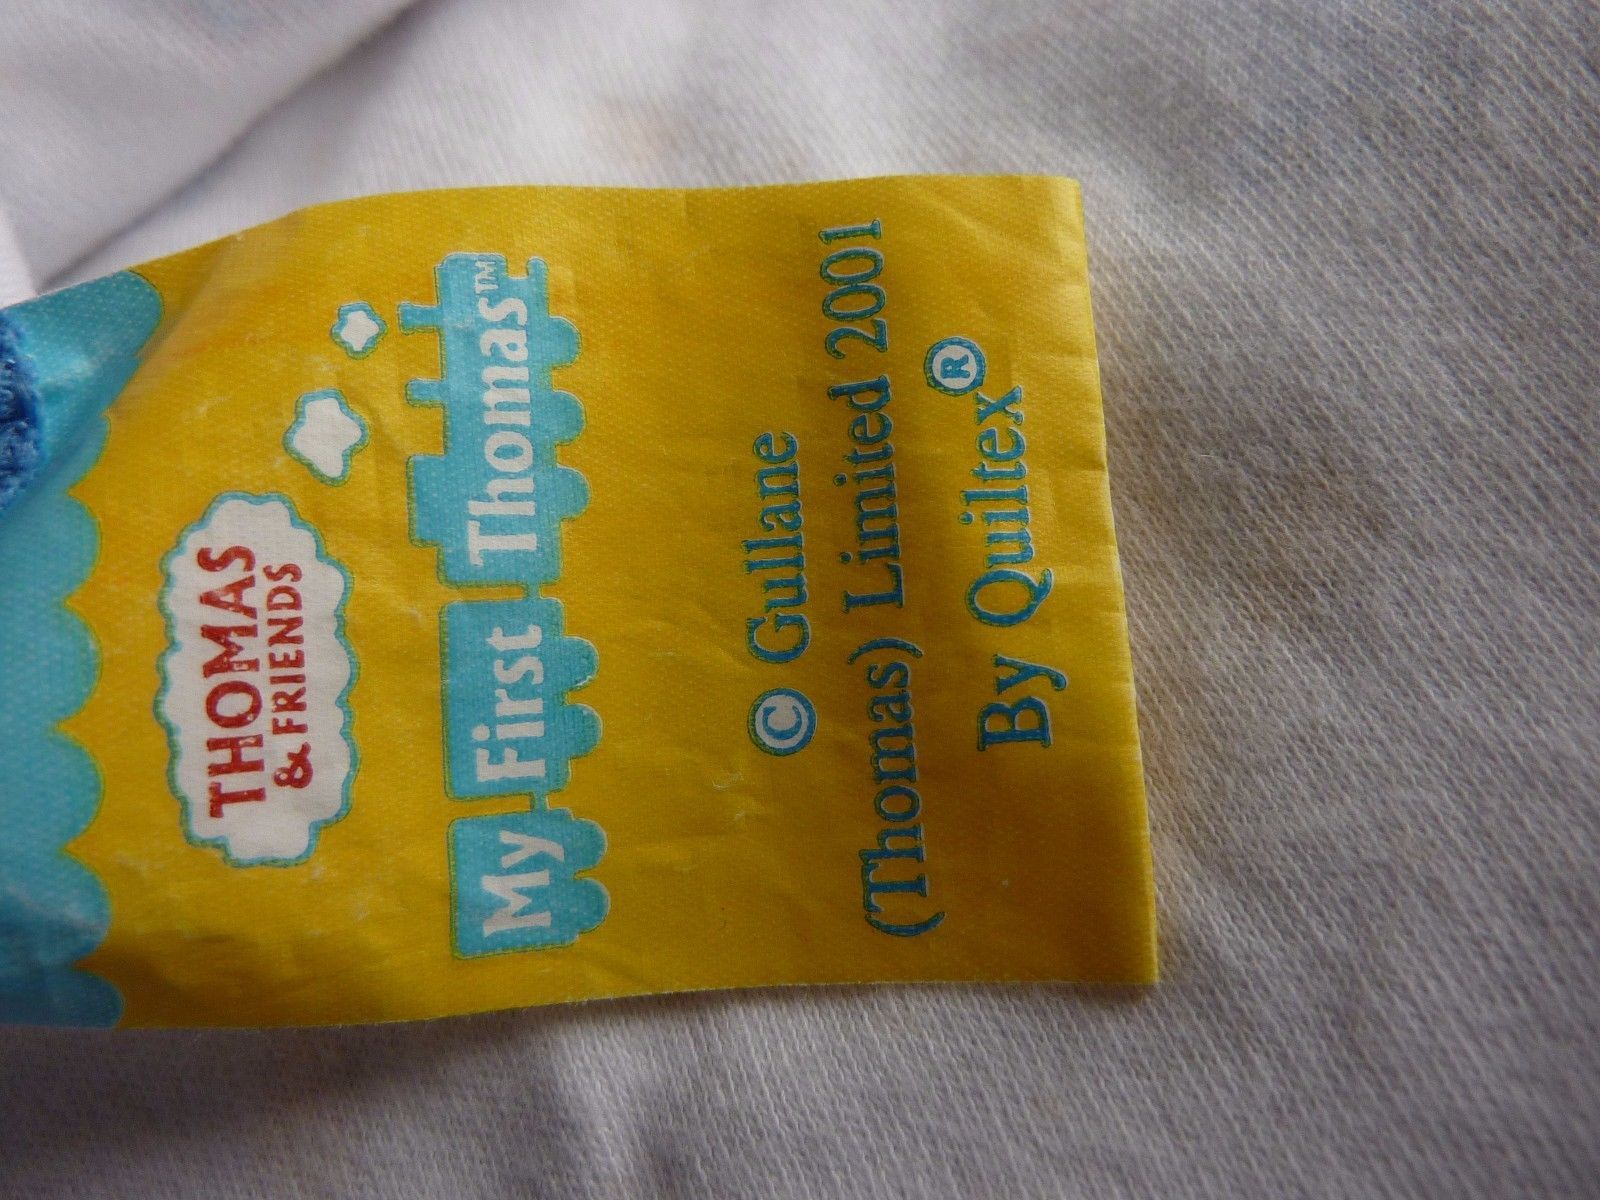 THOMAS
& FRIENDS
My First Thomas™
© Gullane
(Thomas) Limited 2001
By Quiltex®